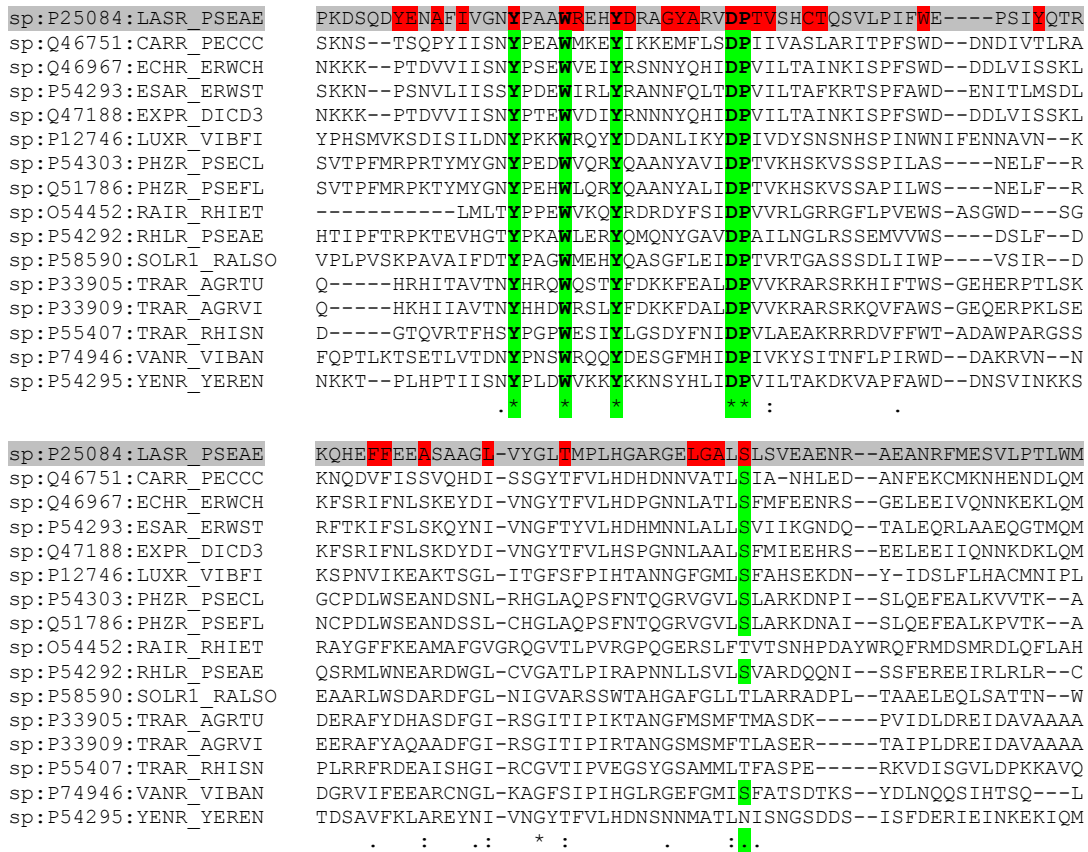 sp:P25084:LASR_PSEAE PKDSQDYENAFIVGNYPAAWREHYDRAGYARVDPTVSHCTQSVLPIFWE----PSIYQTR
sp:Q46751:CARR_PECCC SKNS--TSQPYIISNYPEAWMKEYIKKEMFLSDPIIVASLARITPFSWD--DNDIVTLRA
sp:Q46967:ECHR_ERWCH NKKK--PTDVVIISNYPSEWVEIYRSNNYQHIDPVILTAINKISPFSWD--DDLVISSKL
sp:P54293:ESAR_ERWST SKKN--PSNVLIISSYPDEWIRLYRANNFQLTDPVILTAFKRTSPFAWD--ENITLMSDL
sp:Q47188:EXPR_DICD3 NKKK--PTDVVIISNYPTEWVDIYRNNNYQHIDPVILTAINKISPFSWD--DDLVISSKL
sp:P12746:LUXR_VIBFI YPHSMVKSDISILDNYPKKWRQYYDDANLIKYDPIVDYSNSNHSPINWNIFENNAVN--K
sp:P54303:PHZR_PSECL SVTPFMRPRTYMYGNYPEDWVQRYQAANYAVIDPTVKHSKVSSSPILAS----NELF--R
sp:Q51786:PHZR_PSEFL SVTPFMRPKTYMYGNYPEHWLQRYQAANYALIDPTVKHSKVSSAPILWS----NELF--R
sp:O54452:RAIR_RHIET -----------LMLTYPPEWVKQYRDRDYFSIDPVVRLGRRGFLPVEWS-ASGWD---SG
sp:P54292:RHLR_PSEAE HTIPFTRPKTEVHGTYPKAWLERYQMQNYGAVDPAILNGLRSSEMVVWS----DSLF--D
sp:P58590:SOLR1_RALSO VPLPVSKPAVAIFDTYPAGWMEHYQASGFLEIDPTVRTGASSSDLIIWP----VSIR--D
sp:P33905:TRAR_AGRTU Q-----HRHITAVTNYHRQWQSTYFDKKFEALDPVVKRARSRKHIFTWS-GEHERPTLSK
sp:P33909:TRAR_AGRVI Q-----HKHIIAVTNYHHDWRSLYFDKKFDALDPVVKRARSRKQVFAWS-GEQERPKLSE
sp:P55407:TRAR_RHISN D-----GTQVRTFHSYPGPWESIYLGSDYFNIDPVLAEAKRRRDVFFWT-ADAWPARGSS
sp:P74946:VANR_VIBAN FQPTLKTSETLVTDNYPNSWRQQYDESGFMHIDPIVKYSITNFLPIRWD--DAKRVN--N
sp:P54295:YENR_YEREN NKKT--PLHPTIISNYPLDWVKKYKKNSYHLIDPVILTAKDKVAPFAWD--DNSVINKKS
.* * * ** : .
sp:P25084:LASR_PSEAE KQHEFFEEASAAGL-VYGLTMPLHGARGELGALSLSVEAENR--AEANRFMESVLPTLWM
sp:Q46751:CARR_PECCC KNQDVFISSVQHDI-SSGYTFVLHDHDNNVATLSIA-NHLED--ANFEKCMKNHENDLQM
sp:Q46967:ECHR_ERWCH KFSRIFNLSKEYDI-VNGYTFVLHDPGNNLATLSFMFEENRS--GELEEIVQNNKEKLQM
sp:P54293:ESAR_ERWST RFTKIFSLSKQYNI-VNGFTYVLHDHMNNLALLSVIIKGNDQ--TALEQRLAAEQGTMQM
sp:Q47188:EXPR_DICD3 KFSRIFNLSKDYDI-VNGYTFVLHSPGNNLAALSFMIEEHRS--EELEEIIQNNKDKLQM
sp:P12746:LUXR_VIBFI KSPNVIKEAKTSGL-ITGFSFPIHTANNGFGMLSFAHSEKDN--Y-IDSLFLHACMNIPL
sp:P54303:PHZR_PSECL GCPDLWSEANDSNL-RHGLAQPSFNTQGRVGVLSLARKDNPI--SLQEFEALKVVTK--A
sp:Q51786:PHZR_PSEFL NCPDLWSEANDSSL-CHGLAQPSFNTQGRVGVLSLARKDNAI--SLQEFEALKPVTK--A
sp:O54452:RAIR_RHIET RAYGFFKEAMAFGVGRQGVTLPVRGPQGERSLFTVTSNHPDAYWRQFRMDSMRDLQFLAH
sp:P54292:RHLR_PSEAE QSRMLWNEARDWGL-CVGATLPIRAPNNLLSVLSVARDQQNI--SSFEREEIRLRLR--C
sp:P58590:SOLR1_RALSO EAARLWSDARDFGL-NIGVARSSWTAHGAFGLLTLARRADPL--TAAELEQLSATTN--W
sp:P33905:TRAR_AGRTU DERAFYDHASDFGI-RSGITIPIKTANGFMSMFTMASDK-----PVIDLDREIDAVAAAA
sp:P33909:TRAR_AGRVI EERAFYAQAADFGI-RSGITIPIRTANGSMSMFTLASER-----TAIPLDREIDAVAAAA
sp:P55407:TRAR_RHISN PLRRFRDEAISHGI-RCGVTIPVEGSYGSAMMLTFASPE-----RKVDISGVLDPKKAVQ
sp:P74946:VANR_VIBAN DGRVIFEEARCNGL-KAGFSIPIHGLRGEFGMISFATSDTKS--YDLNQQSIHTSQ---L
sp:P54295:YENR_YEREN TDSAVFKLAREYNI-VNGYTFVLHDNSNNMATLNISNGSDDS--ISFDERIEINKEKIQM
. : .: * : . :..